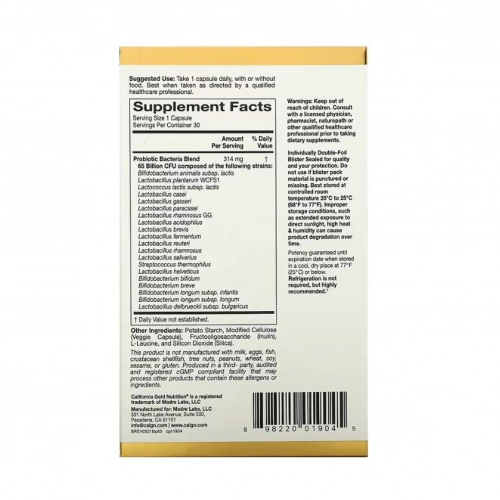 Suggested Use: Take 1 capsule daily, with or without
food. Best when taken as directed by a qualified
healthcare professional.
Supplement Facts
Serving Size 1 Capsule
Servings Per Container 30
Amount
Per Serving
% Daily
Value
Probiotic Bacteria Blend 314 mg †
65 Billion CFU composed of the following strains:
Bifidobacterium animalis subsp. lactis
Lactobacillus plantarum WCFS1
Lactococcus lactis subsp. lactis
Lactobacillus casei
Lactobacillus gasseri
Lactobacillus paracasei
Lactobacillus rhamnosus GG
Lactobacillus acidophilus
Lactobacillus brevis
Lactobacillus fermentum
Lactobacillus reuteri
Lactobacillus rhamnosus
Lactobacillus salivarius
Streptococcus thermophilus
Lactobacillus helveticus
Bifidobacterium bifidum
Bifidobacterium breve
Bifidobacterium longum subsp. infantis
Bifidobacterium longum subsp. longum
Lactobacillus delbrueckii subsp. bulgaricus
† Daily Value not established.
Other Ingredients: Potato Starch, Modified Cellulose
(Veggie Capsule), Fructooligosaccharide (Inulin),
L-Leucine, and Silicon Dioxide (Silica).
This product is not manufactured with milk, eggs, fish,
crustacean shellfish, tree nuts, peanuts, wheat, soy,
sesame, or gluten. Produced in a third- party, audited
and registered cGMP compliant facility that may
process other products that contain these allergens or
ingredients.
California Gold Nutrition® is a registered
trademark of Madre Labs, LLC
Manufactured for: Madre Labs, LLC
301 North Lake Avenue, Suite 600,
Pasadena, CA 91101
info@calgn.com • www.calgn.com
Warnings: Keep out of
reach of children. Consult
with a licensed physician,
pharmacist, naturopath or
other qualified healthcare
professional prior to taking
dietary supplements.
Individually Double-Foil
Blister Sealed for quality
and your protection. Do
not use if blister pack
material is punctured or
missing. Best stored at
controlled room
temperature 20°C to 25°C
(68°F to 77°F). Improper
storage conditions, such
as extended exposure to
direct sunlight, high heat
& humidity can cause
product degradation over
time.
Potency guaranteed until
expiration date when stored
in a cool, dry place at 77°F
(25°C) or below.
Refrigeration is not
required, but highly
recommended.
8 98220 01904 5